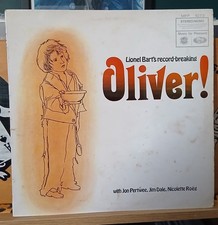 Lionel Bart's record-breaking
Oliver!
with Jon Pertwee, Jim Dale, Nicolette Roeg